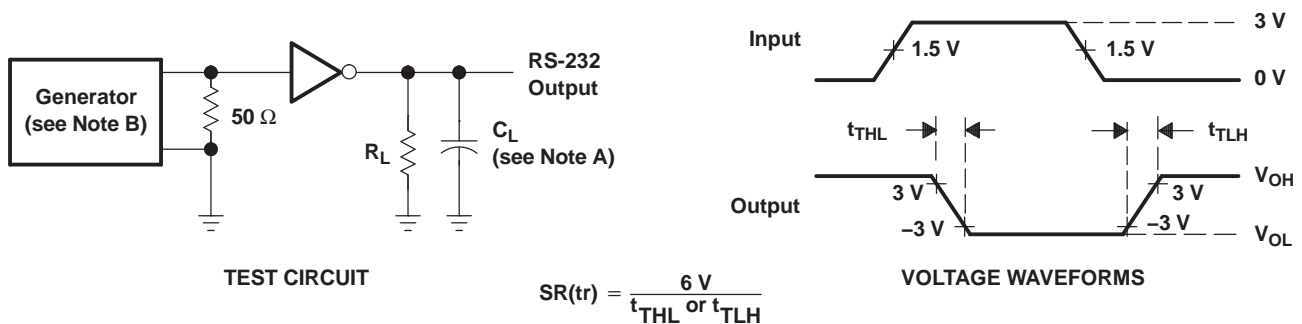 Generator
(see Note B)
50 Ω
RS-232
Output
R_L
C_L
(see Note A)
TEST CIRCUIT
Input
3 V
1.5 V
1.5 V
0 V
t_THL
t_TLH
Output
V_OH
3 V
3 V
–3 V
–3 V
V_OL
VOLTAGE WAVEFORMS
SR(tr) = 6 V / t_THL or t_TLH